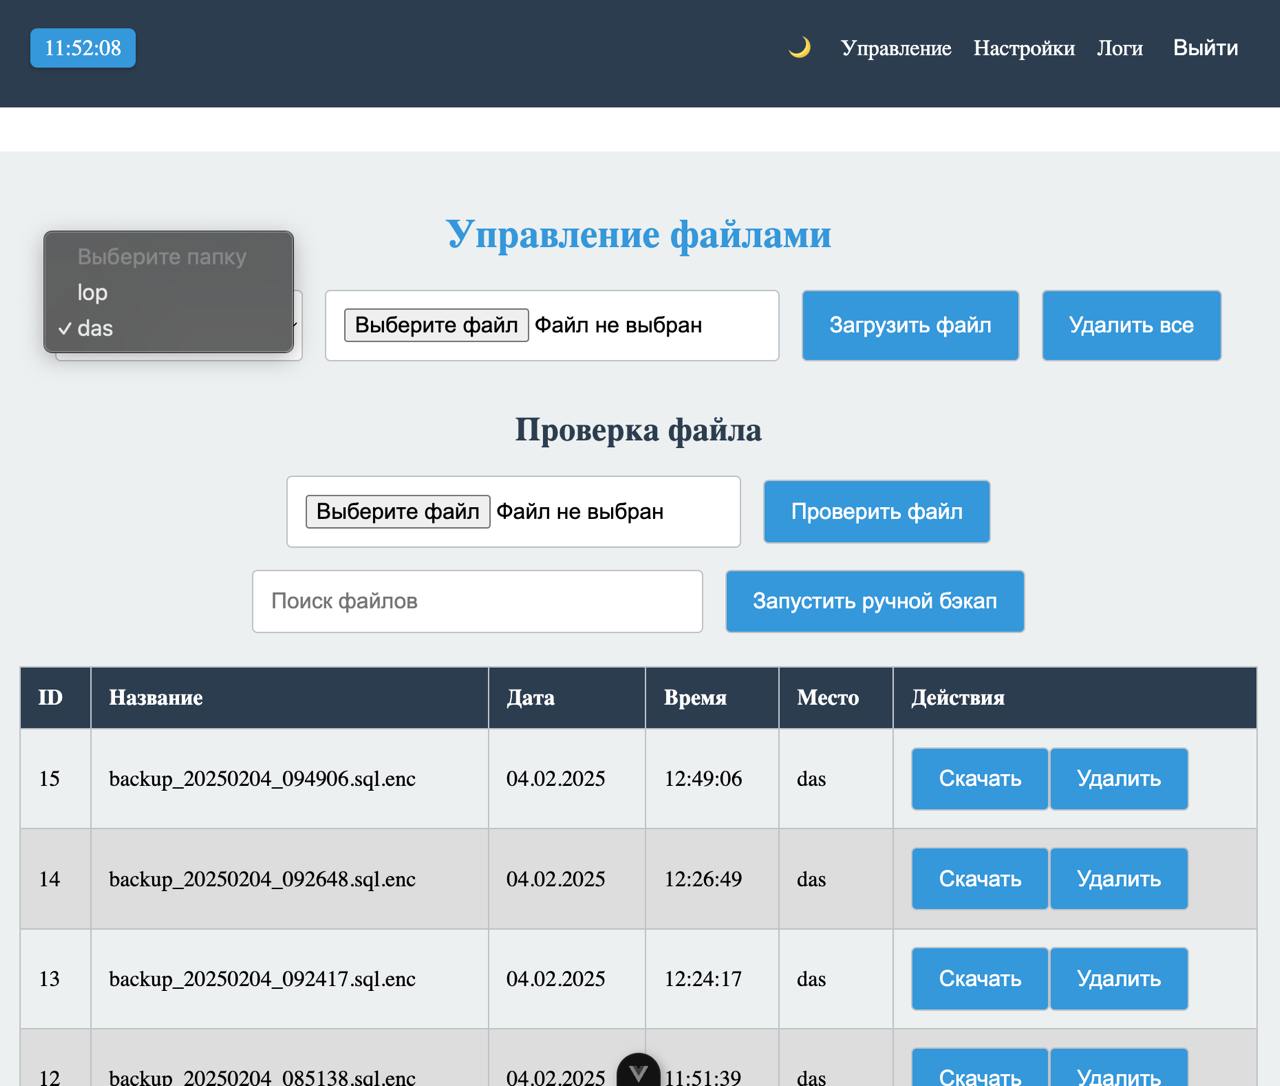 11:52:08
Управление Настройки Логи Выйти
Управление файлами
Выберите папку
lop
das
Выберите файл Файл не выбран
Загрузить файл
Удалить все
Проверка файла
Выберите файл Файл не выбран
Проверить файл
Поиск файлов
Запустить ручной бэкап
ID Название Дата Время Место Действия
15 backup_20250204_094906.sql.enc 04.02.2025 12:49:06 das Скачать Удалить
14 backup_20250204_092648.sql.enc 04.02.2025 12:26:49 das Скачать Удалить
13 backup_20250204_092417.sql.enc 04.02.2025 12:24:17 das Скачать Удалить
12 backup_20250204_085138.sql.enc 04.02.2025 11:51:39 das Скачать Удалить